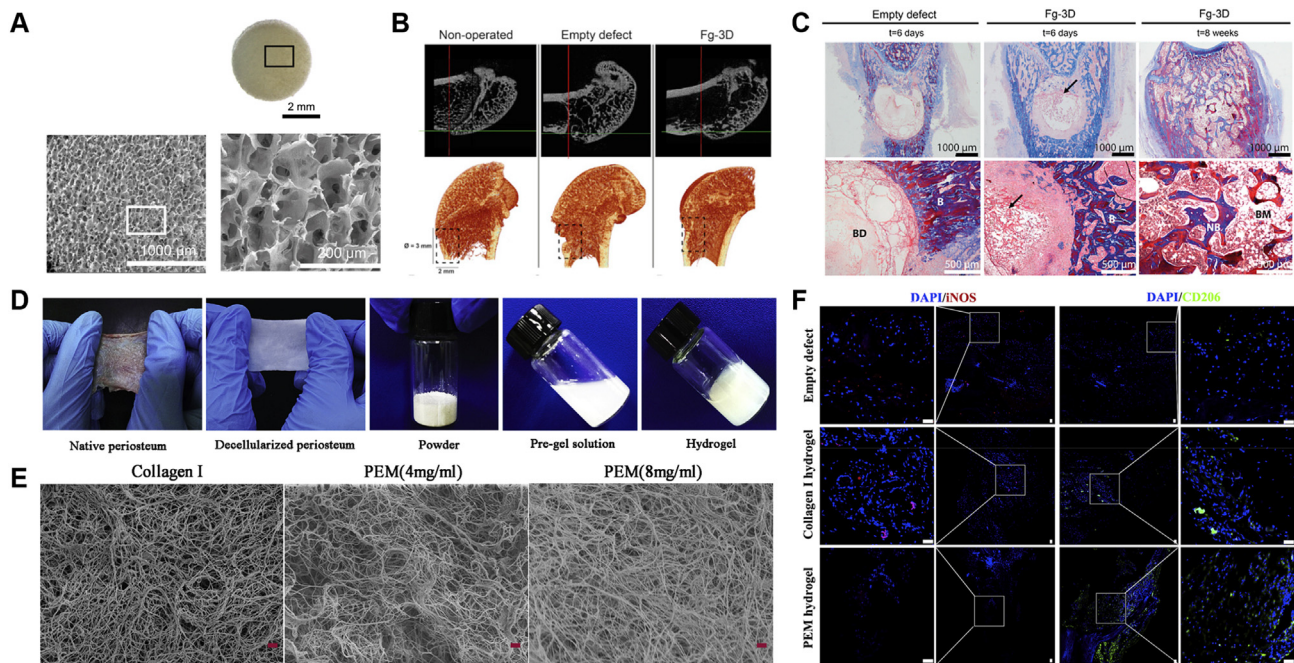 A
2 mm
1000 µm
200 µm
B
Non-operated
Empty defect
Fg-3D
Ø = 3 mm
2 mm
C
Empty defect
Fg-3D
Fg-3D
t=6 days
t=6 days
t=8 weeks
1000 µm
1000 µm
1000 µm
BD
B
500 µm
B
500 µm
NB
BM
500 µm
D
Native periosteum
Decellularized periosteum
Powder
Pre-gel solution
Hydrogel
E
Collagen I
PEM(4mg/ml)
PEM(8mg/ml)
F
DAPI/iNOS
DAPI/CD206
Empty defect
Collagen I hydrogel
PEM hydrogel